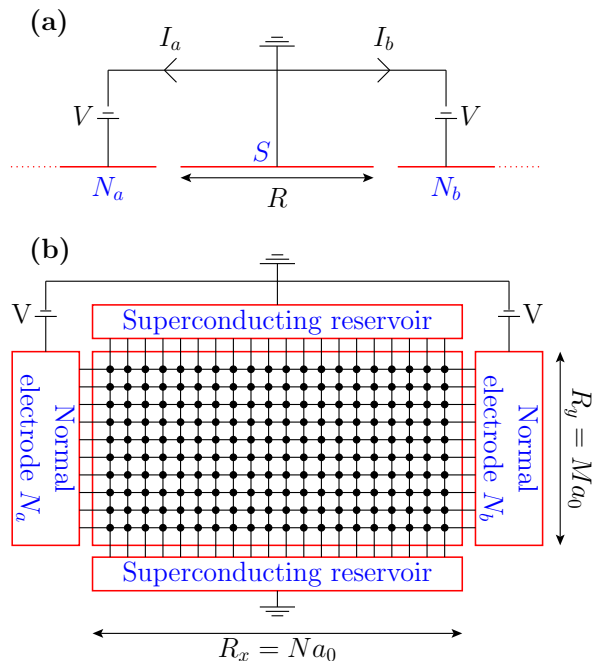 (a)
I_a I_b
V V
S
N_a R N_b
(b)
V V
Superconducting reservoir
Normal electrode N_a
Normal electrode N_b
R_y = Ma_0
Superconducting reservoir
R_x = Na_0